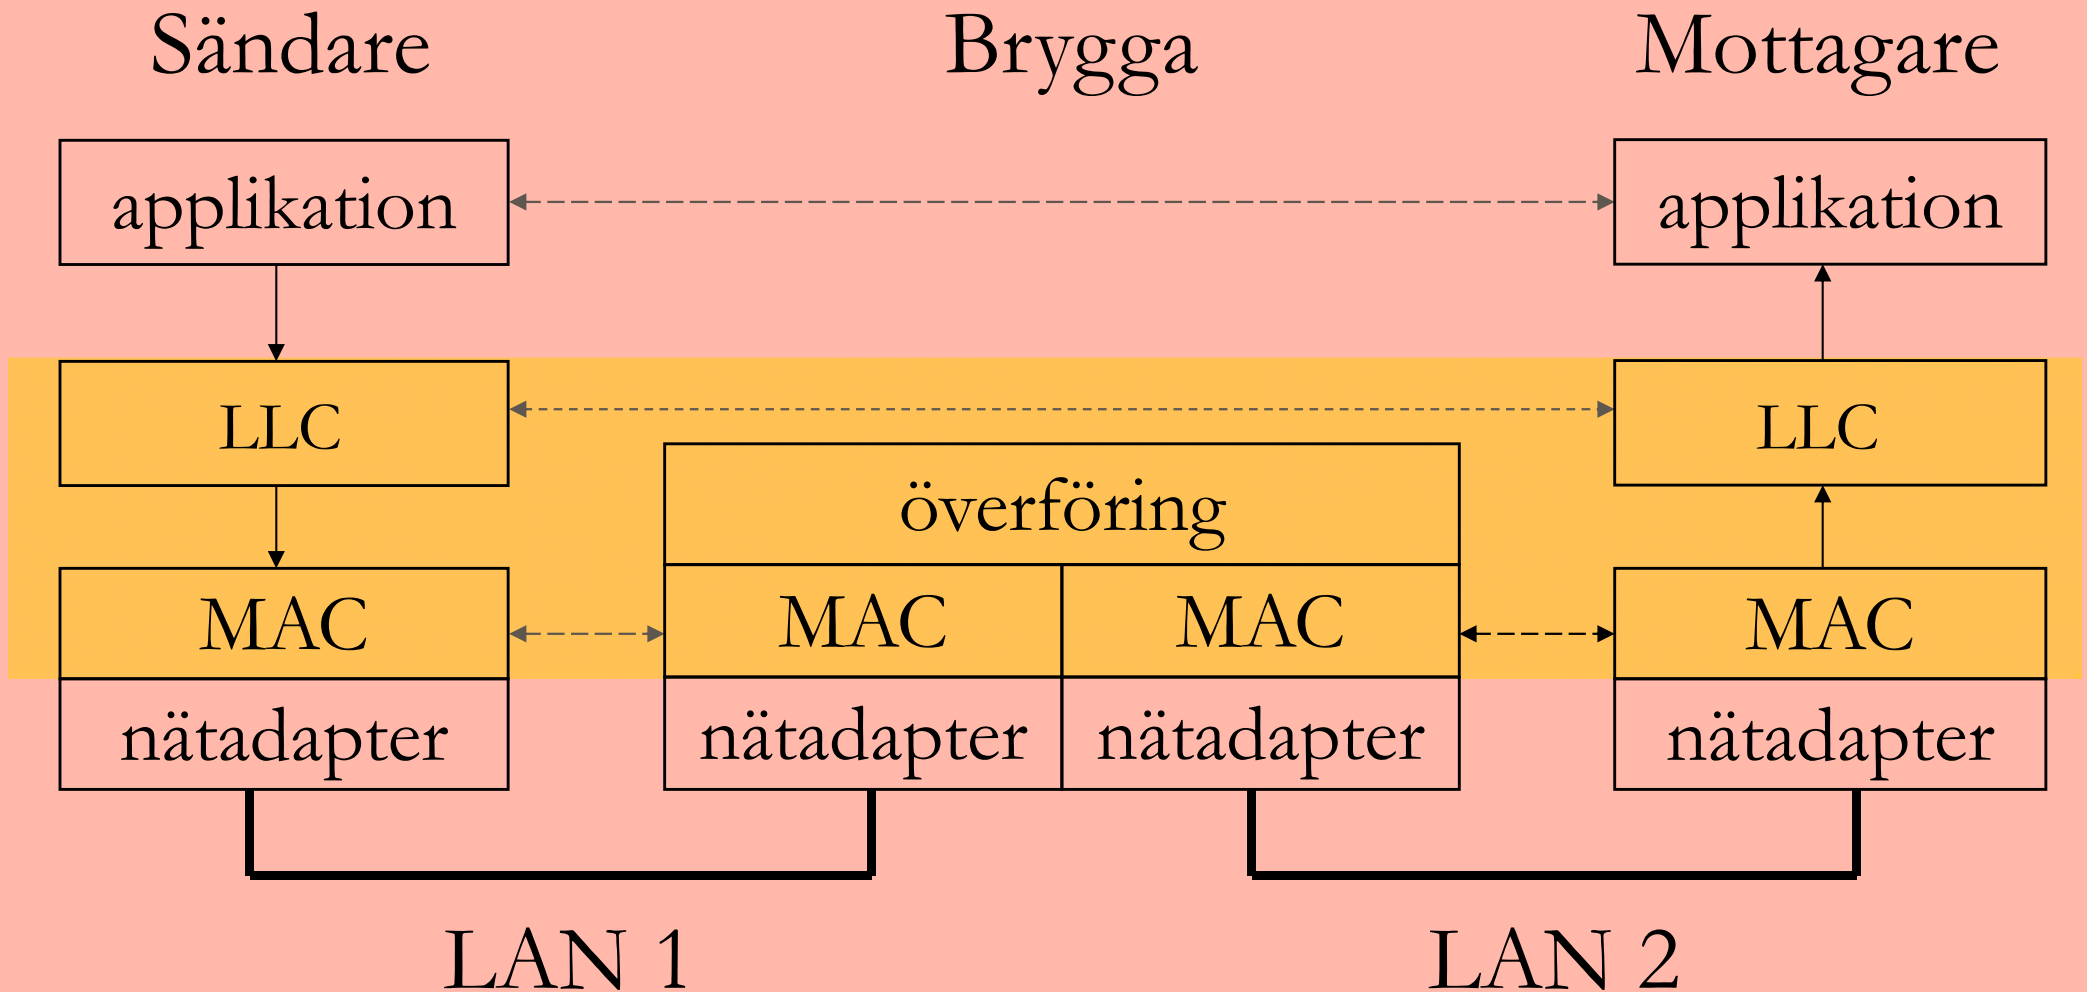 Sändare Brygga Mottagare
applikation applikation
LLC LLC
överföring
MAC MAC MAC MAC
nätadapter nätadapter nätadapter nätadapter
LAN 1 LAN 2